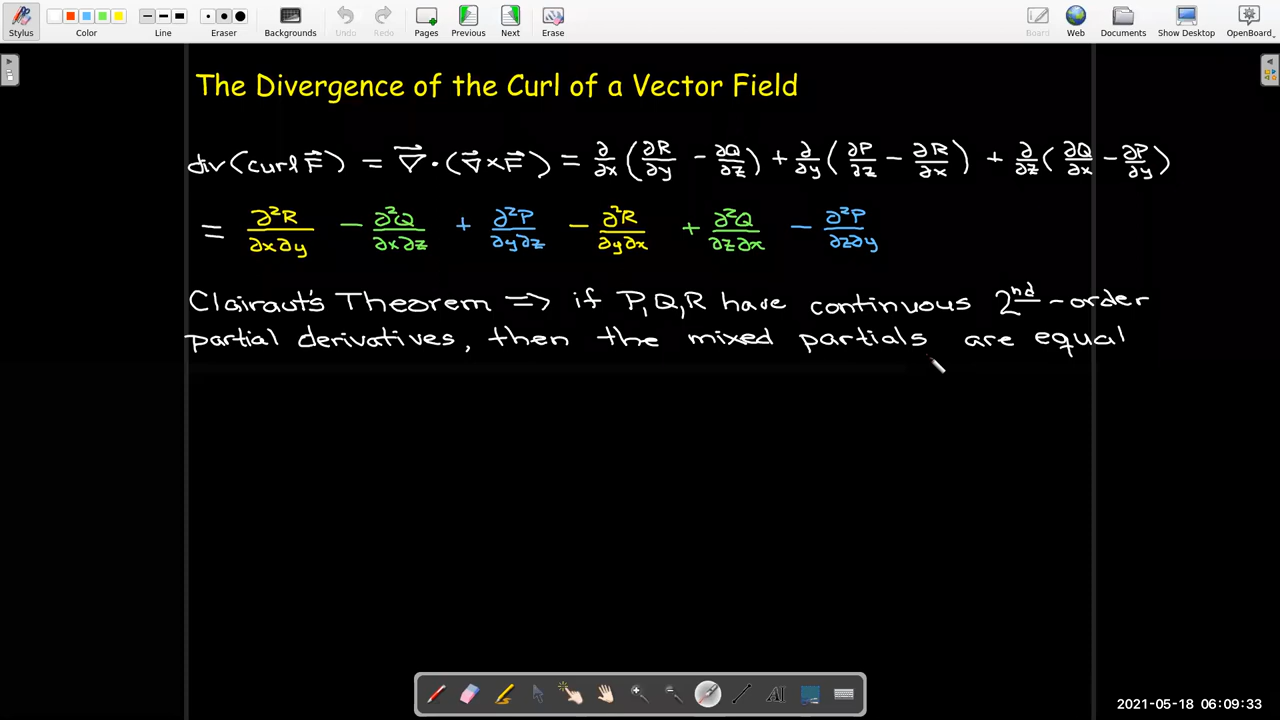 Stylus Color Line Eraser Backgrounds Undo Redo Pages Previous Next Erase Board Web Documents Show Desktop OpenBoard
The Divergence of the Curl of a Vector Field
div(curl F⃗) = ∇⃗·(∇⃗×F⃗) = ∂/∂x(∂R/∂y − ∂Q/∂z) + ∂/∂y(∂P/∂z − ∂R/∂x) + ∂/∂z(∂Q/∂x − ∂P/∂y)
= ∂²R/∂x∂y − ∂²Q/∂x∂z + ∂²P/∂y∂z − ∂²R/∂y∂x + ∂²Q/∂z∂x − ∂²P/∂z∂y
Clairaut's Theorem => if P,Q,R have continuous 2nd-order
partial derivatives, then the mixed partials are equal
AI
2021-05-18 06:09:33